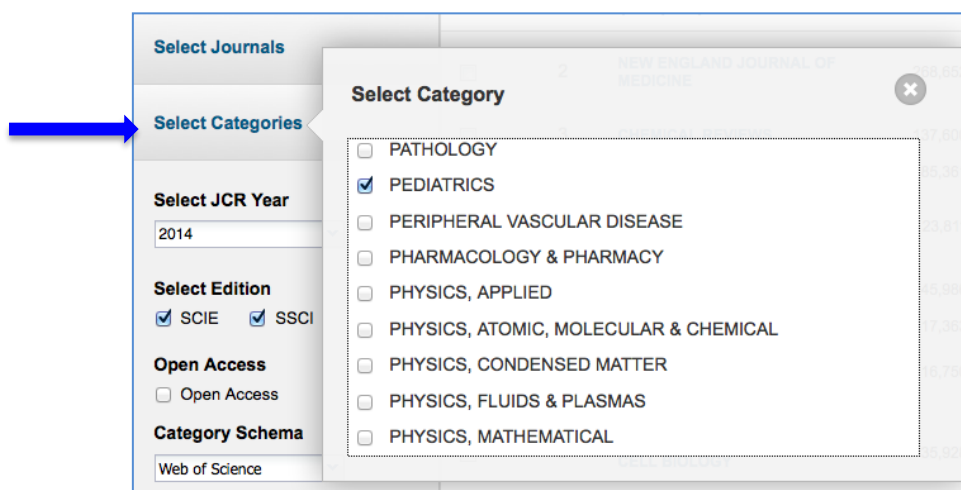 Select Journals
Select Categories
Select JCR Year
2014
Select Edition
SCIE SSCI
Open Access
Open Access
Category Schema
Web of Science
2 NEW ENGLAND JOURNAL OF
MEDICINE
Select Category
PATHOLOGY
PEDIATRICS
PERIPHERAL VASCULAR DISEASE
PHARMACOLOGY & PHARMACY
PHYSICS, APPLIED
PHYSICS, ATOMIC, MOLECULAR & CHEMICAL
PHYSICS, CONDENSED MATTER
PHYSICS, FLUIDS & PLASMAS
PHYSICS, MATHEMATICAL
CELL BIOLOGY